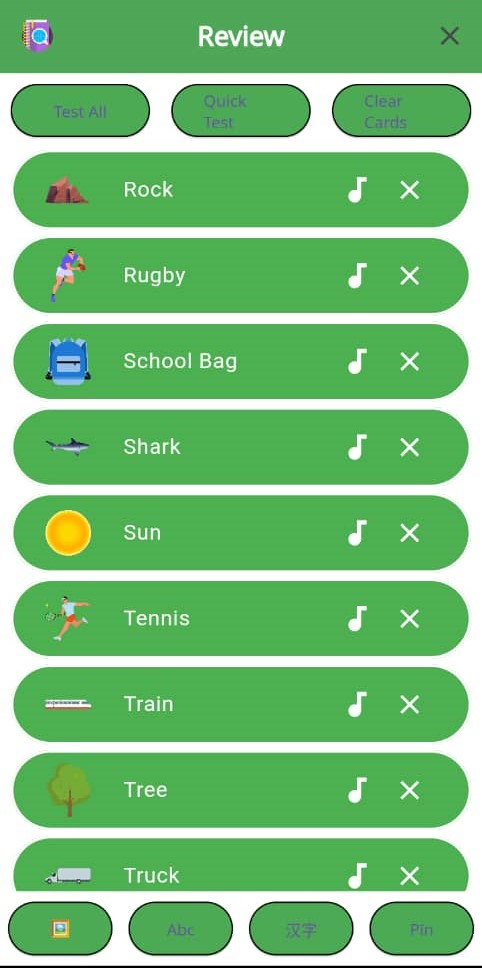 Review
Test All
Quick
Test
Clear
Cards
Rock
Rugby
School Bag
Shark
Sun
Tennis
Train
Tree
Truck
Abc
汉字
Pīn